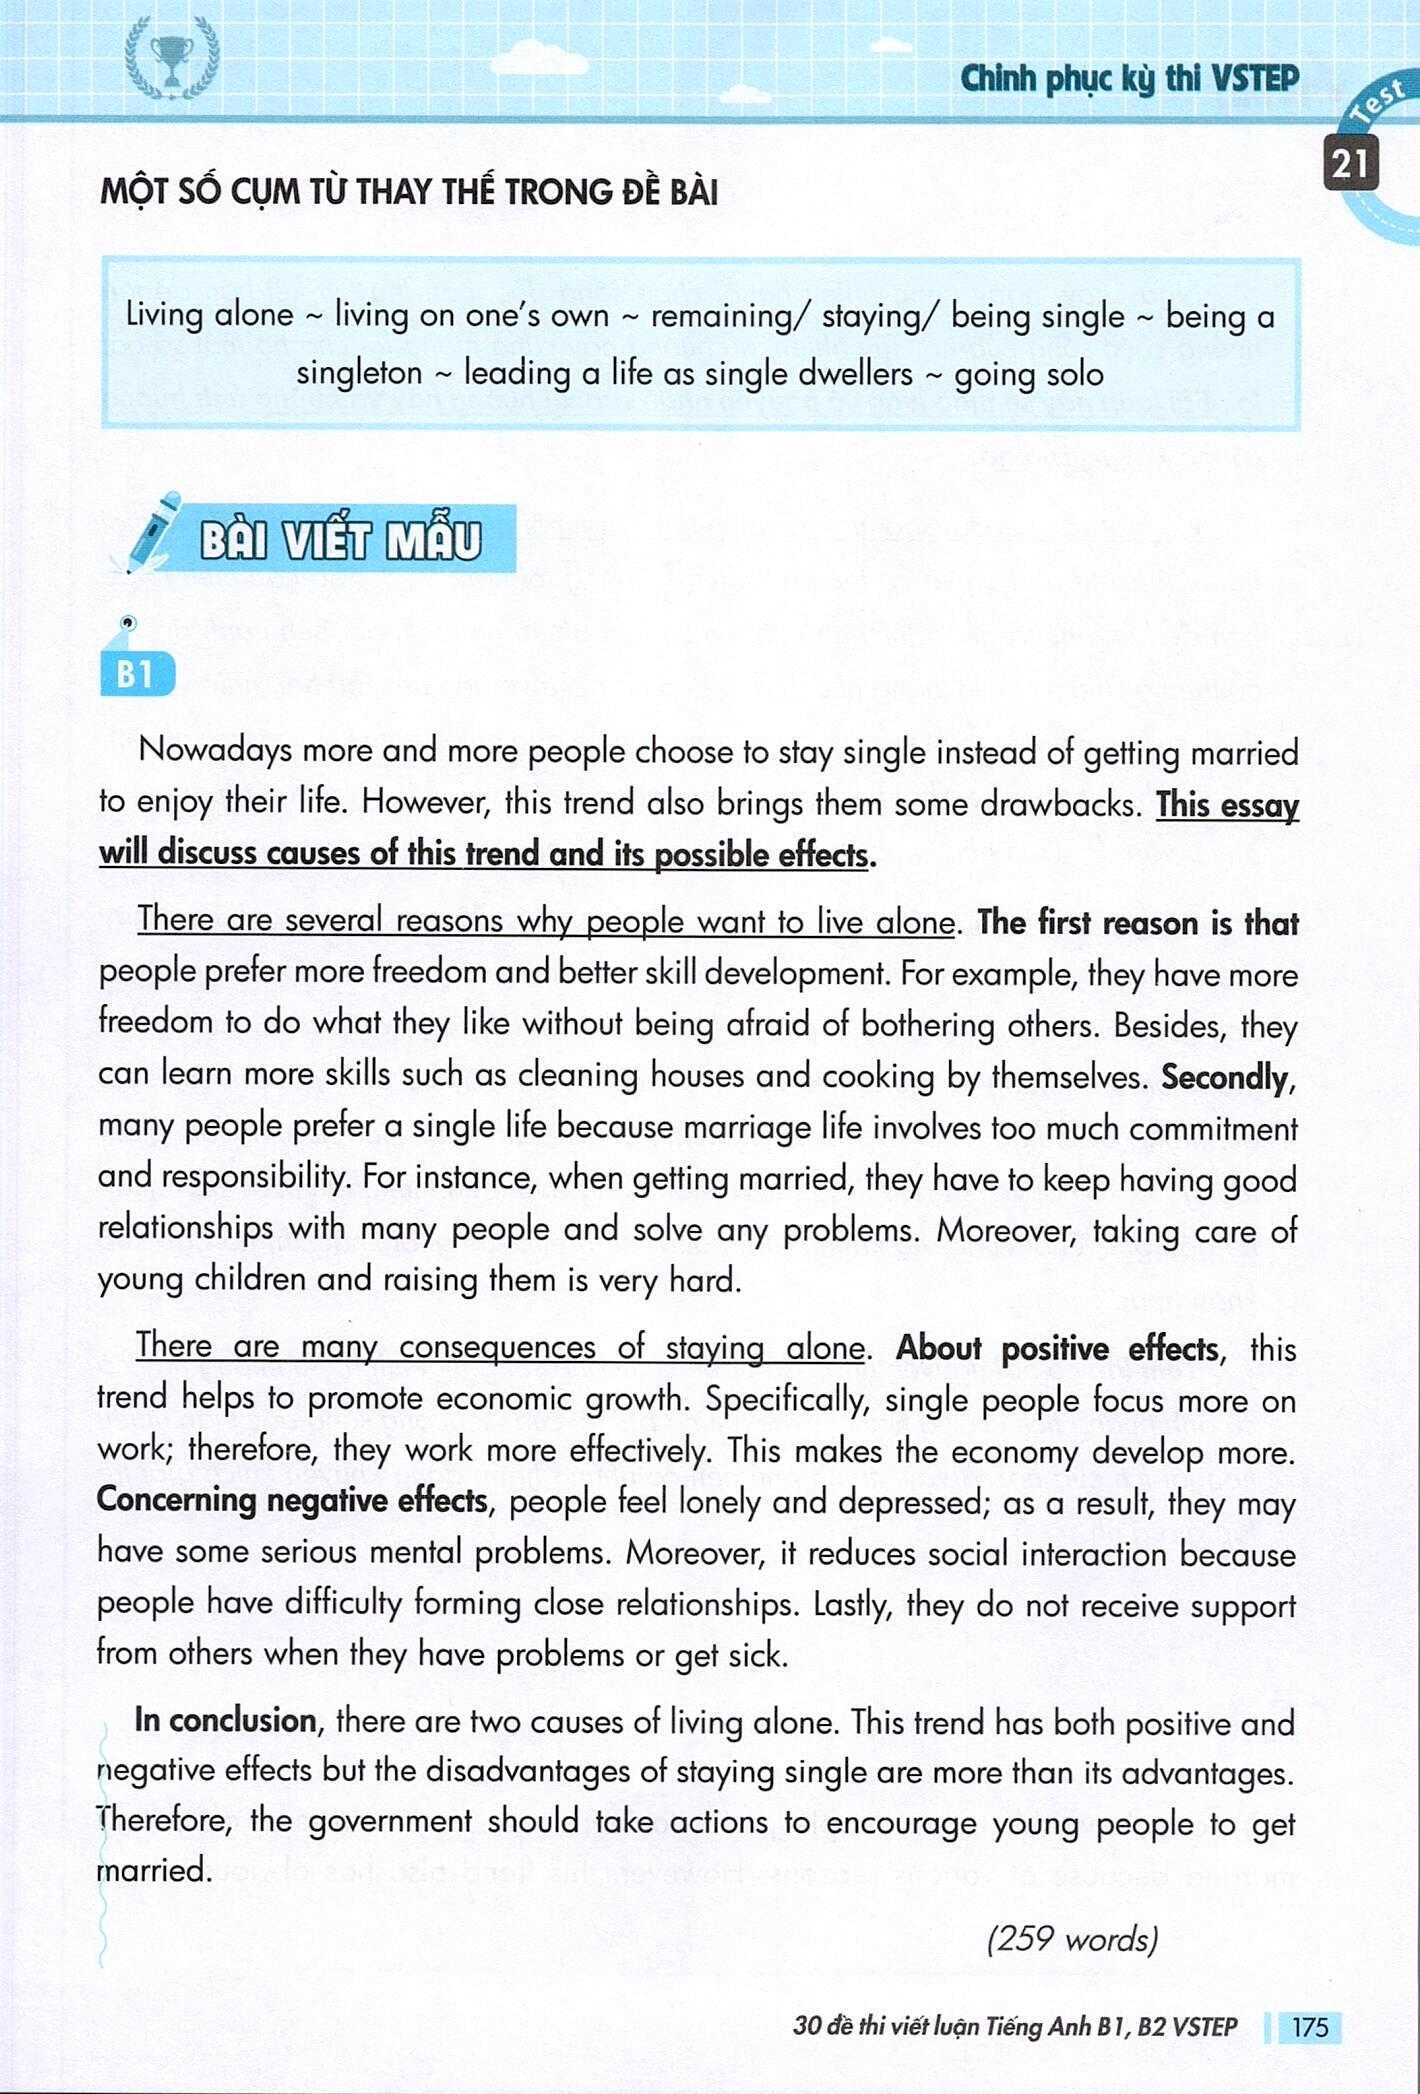 Chinh phục kỳ thi VSTEP
Test
21
MỘT SỐ CỤM TỪ THAY THẾ TRONG ĐỀ BÀI
Living alone ~ living on one's own ~ remaining/ staying/ being single ~ being a
singleton ~ leading a life as single dwellers ~ going solo
BÀI VIẾT MẪU
B1
Nowadays more and more people choose to stay single instead of getting married
to enjoy their life. However, this trend also brings them some drawbacks. This essay
will discuss causes of this trend and its possible effects.
There are several reasons why people want to live alone. The first reason is that
people prefer more freedom and better skill development. For example, they have more
freedom to do what they like without being afraid of bothering others. Besides, they
can learn more skills such as cleaning houses and cooking by themselves. Secondly,
many people prefer a single life because marriage life involves too much commitment
and responsibility. For instance, when getting married, they have to keep having good
relationships with many people and solve any problems. Moreover, taking care of
young children and raising them is very hard.
There are many consequences of staying alone. About positive effects, this
trend helps to promote economic growth. Specifically, single people focus more on
work; therefore, they work more effectively. This makes the economy develop more.
Concerning negative effects, people feel lonely and depressed; as a result, they may
have some serious mental problems. Moreover, it reduces social interaction because
people have difficulty forming close relationships. Lastly, they do not receive support
from others when they have problems or get sick.
In conclusion, there are two causes of living alone. This trend has both positive and
negative effects but the disadvantages of staying single are more than its advantages.
Therefore, the government should take actions to encourage young people to get
married.
(259 words)
30 đề thi viết luận Tiếng Anh B1, B2 VSTEP 175